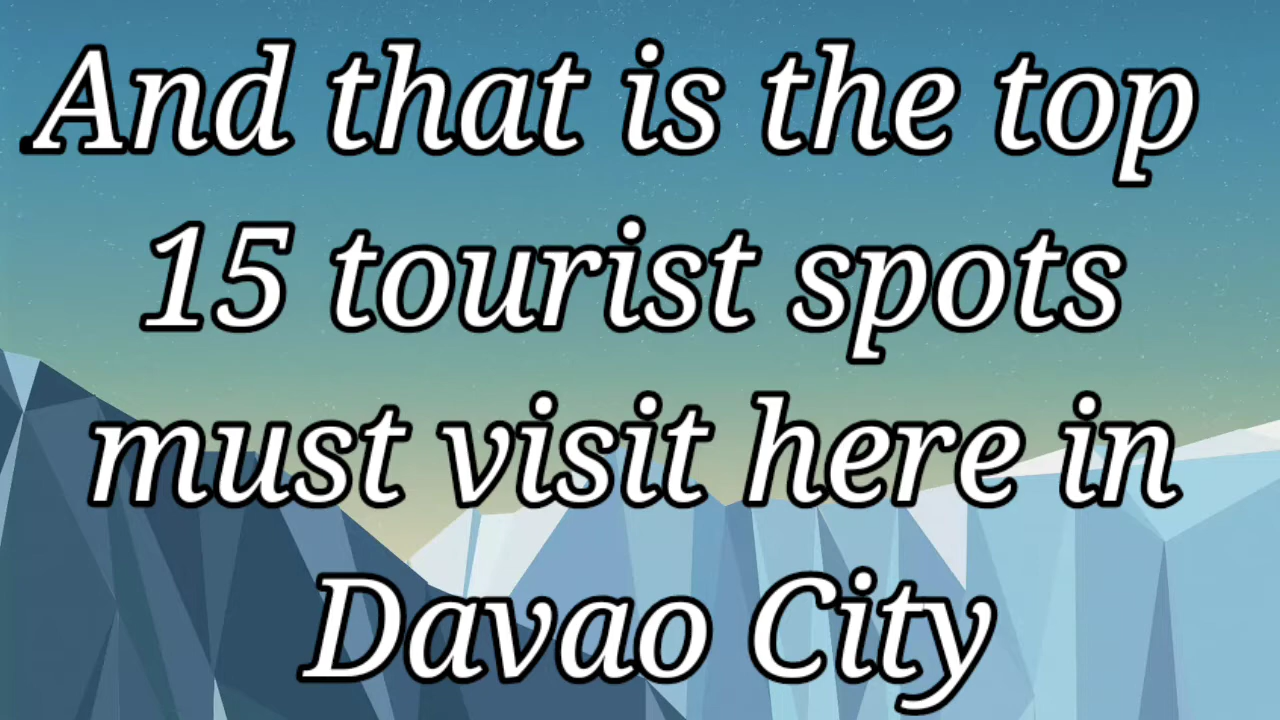 And that is the top
15 tourist spots
must visit here in
Davao City